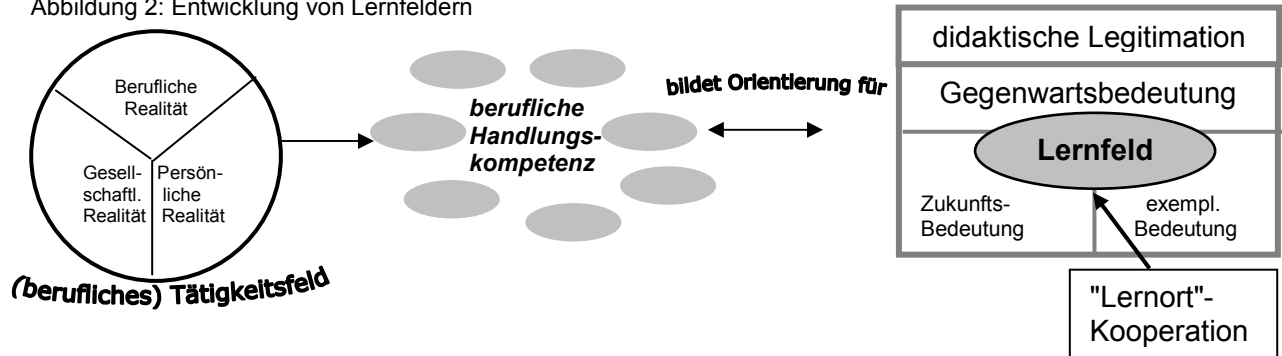 Abbildung 2: Entwicklung von Lernfeldern
Berufliche
Realität
Gesell-
schaftl.
Realität
Persön-
liche
Realität
(berufliches) Tätigkeitsfeld
berufliche
Handlungs-
kompetenz
bildet Orientierung für
didaktische Legitimation
Gegenwartsbedeutung
Lernfeld
Zukunfts-
Bedeutung
exempl.
Bedeutung
"Lernort"-
Kooperation